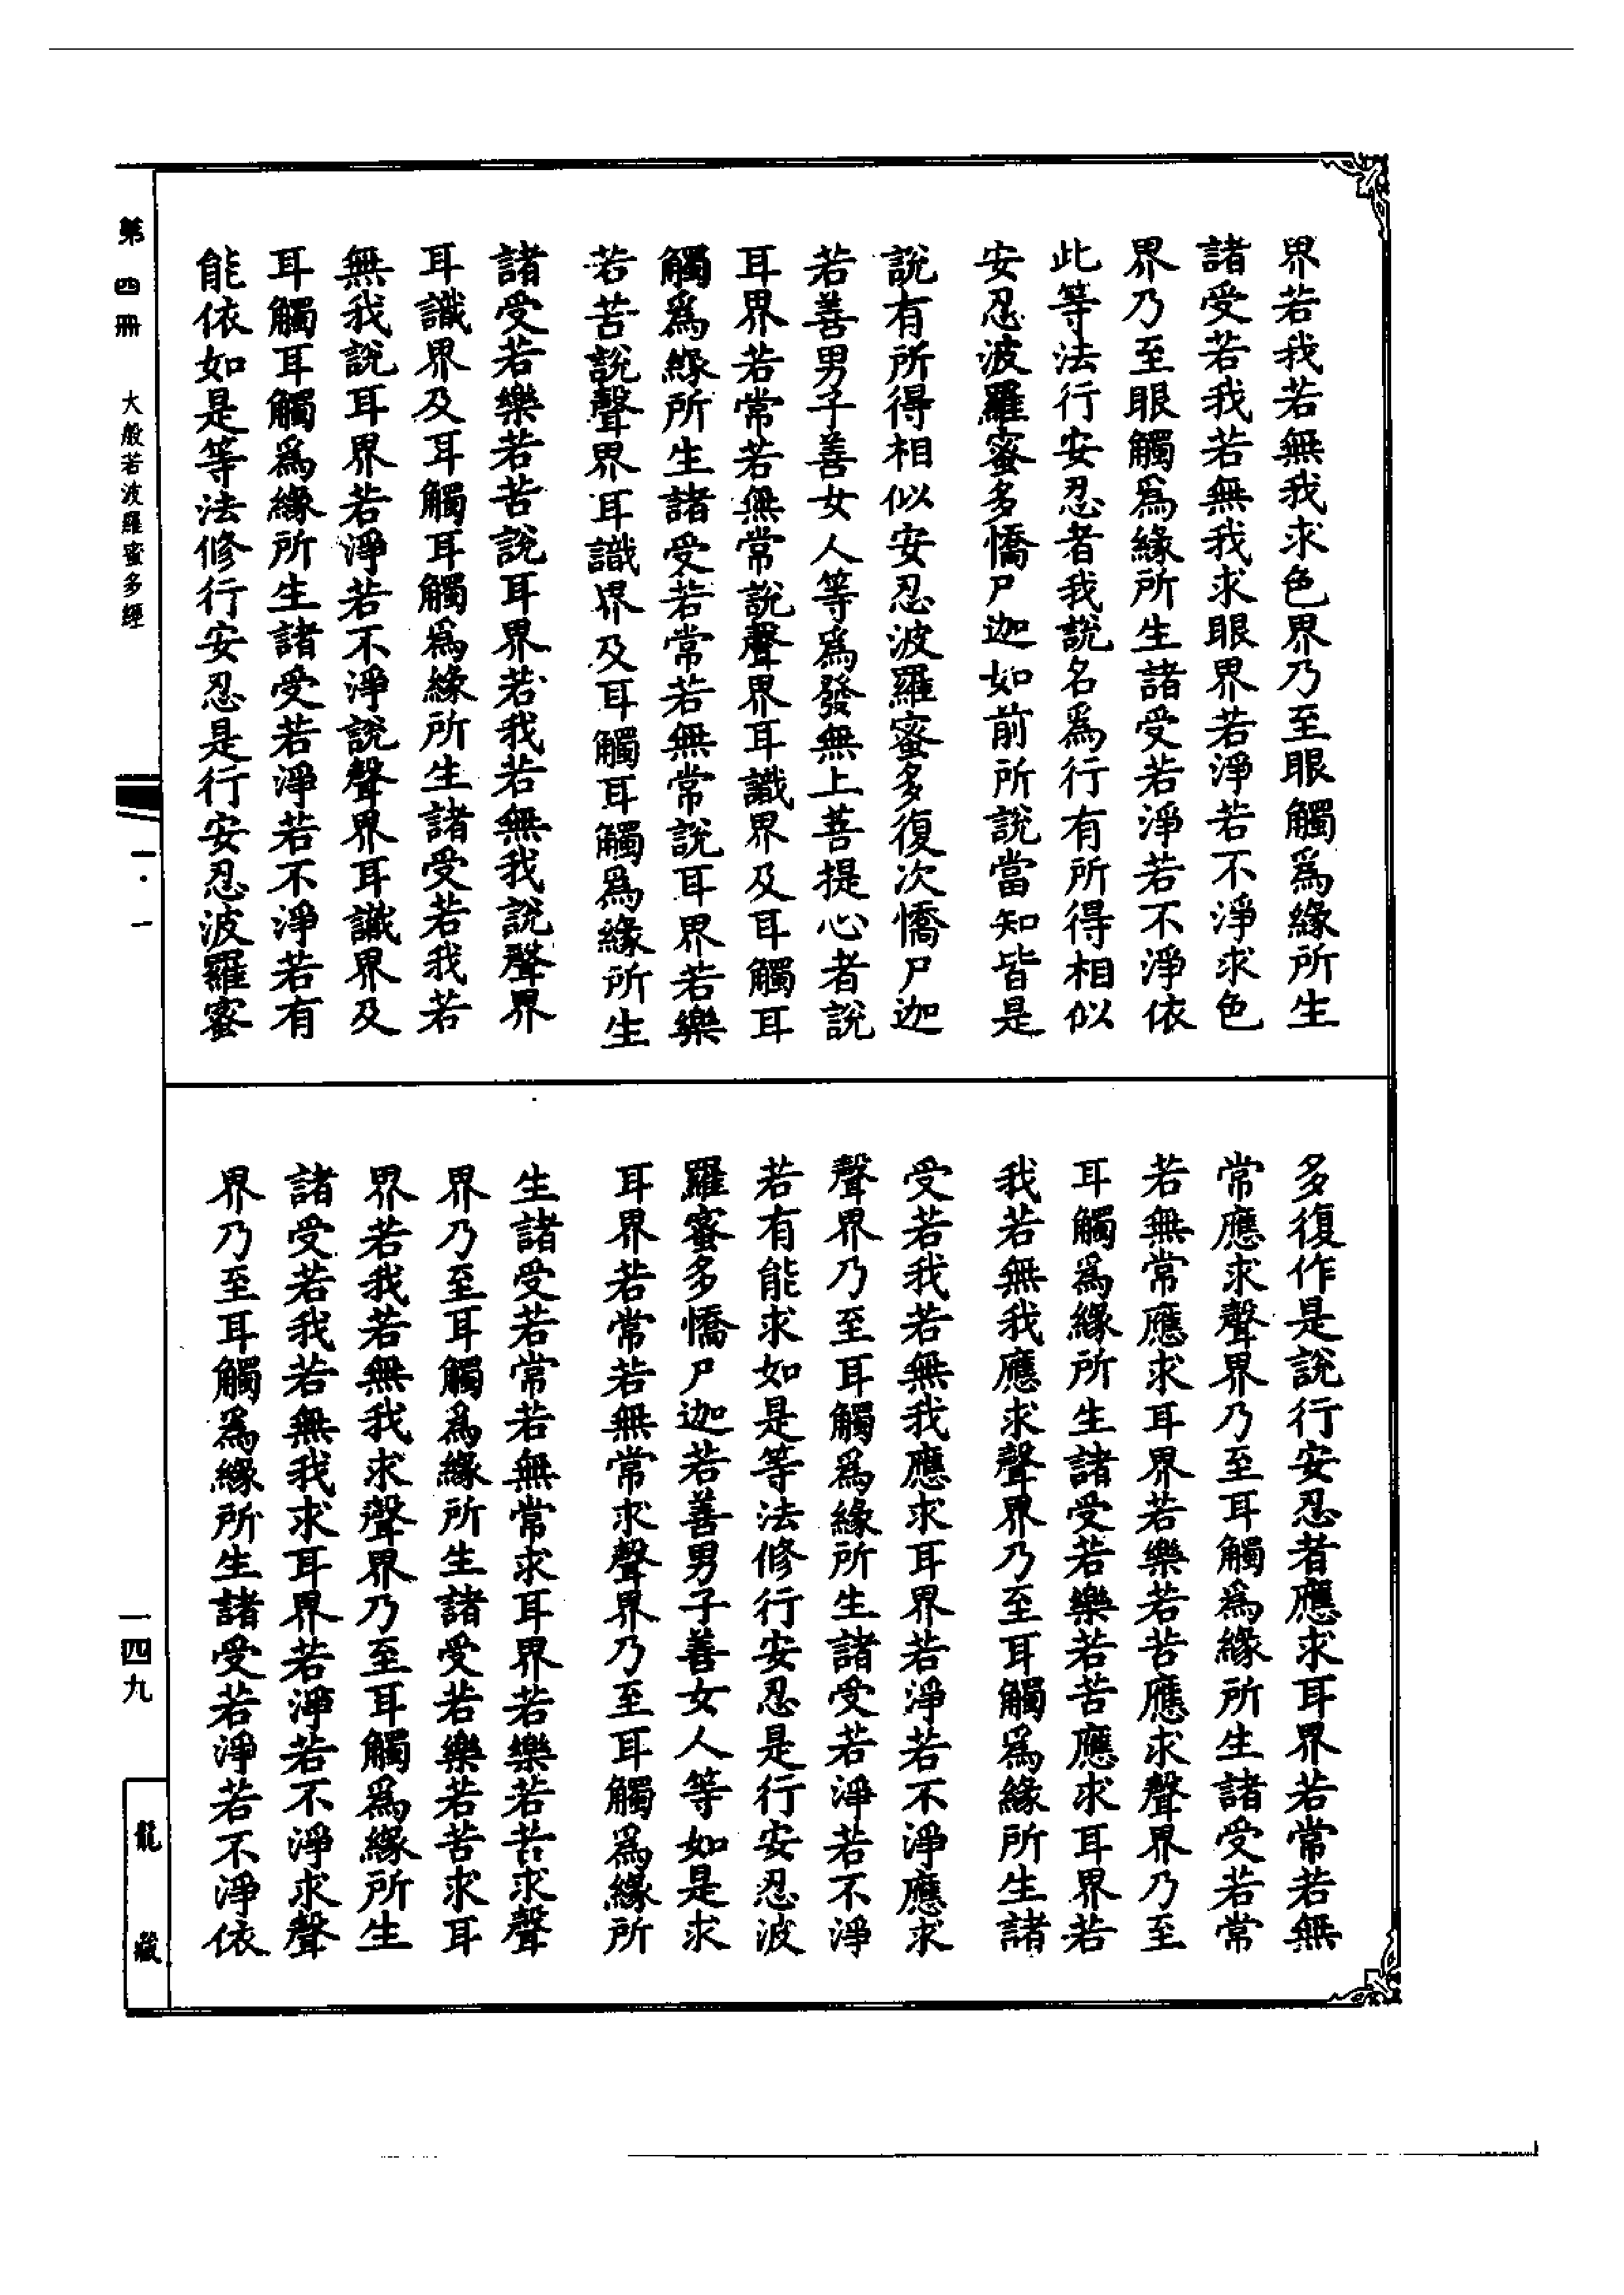 界若我若無我求色界乃至眼觸爲緣所生
諸受若我若無我求眼界若淨若不淨求色
界乃至眼觸爲緣所生諸受若淨若不淨依
此等法行安忍者我說名爲行有所得相似
安忍波羅蜜多憍尸迦如前所說當知皆是
說有所得相似安忍波羅蜜多復次憍尸迦
若善男子善女人等爲發無上菩提心者說
耳界若常若無常說聲界耳識界及耳觸耳
觸爲緣所生諸受若常若無常說耳界若樂
若苦說聲界耳識界及耳觸耳觸爲緣所生
諸受若樂若苦說耳界若我若無我說聲界
耳識界及耳觸耳觸爲緣所生諸受若我若
無我說耳界若淨若不淨說聲界耳識界及
耳觸耳觸爲緣所生諸受若淨若不淨若有
能依如是等法修行安忍是行安忍波羅蜜
多復作是說行安忍者應求耳界若常若無
常應求聲界乃至耳觸爲緣所生諸受若常
若無常應求耳界若樂若苦應求聲界乃至
耳觸爲緣所生諸受若樂若苦應求耳界若
我若無我應求聲界乃至耳觸爲緣所生諸
受若我若無我應求耳界若淨若不淨應求
聲界乃至耳觸爲緣所生諸受若淨若不淨
若有能求如是等法修行安忍是行安忍波
羅蜜多憍尸迦若善男子善女人等如是求
耳界若常若無常求聲界乃至耳觸爲緣所
生諸受若常若無常求耳界若樂若苦求聲
界乃至耳觸爲緣所生諸受若樂若苦求耳
界若我若無我求聲界乃至耳觸爲緣所生
諸受若我若無我求耳界若淨若不淨求聲
界乃至耳觸爲緣所生諸受若淨若不淨依
第四冊 大般若波羅蜜多經
一·一
一四九
龍藏